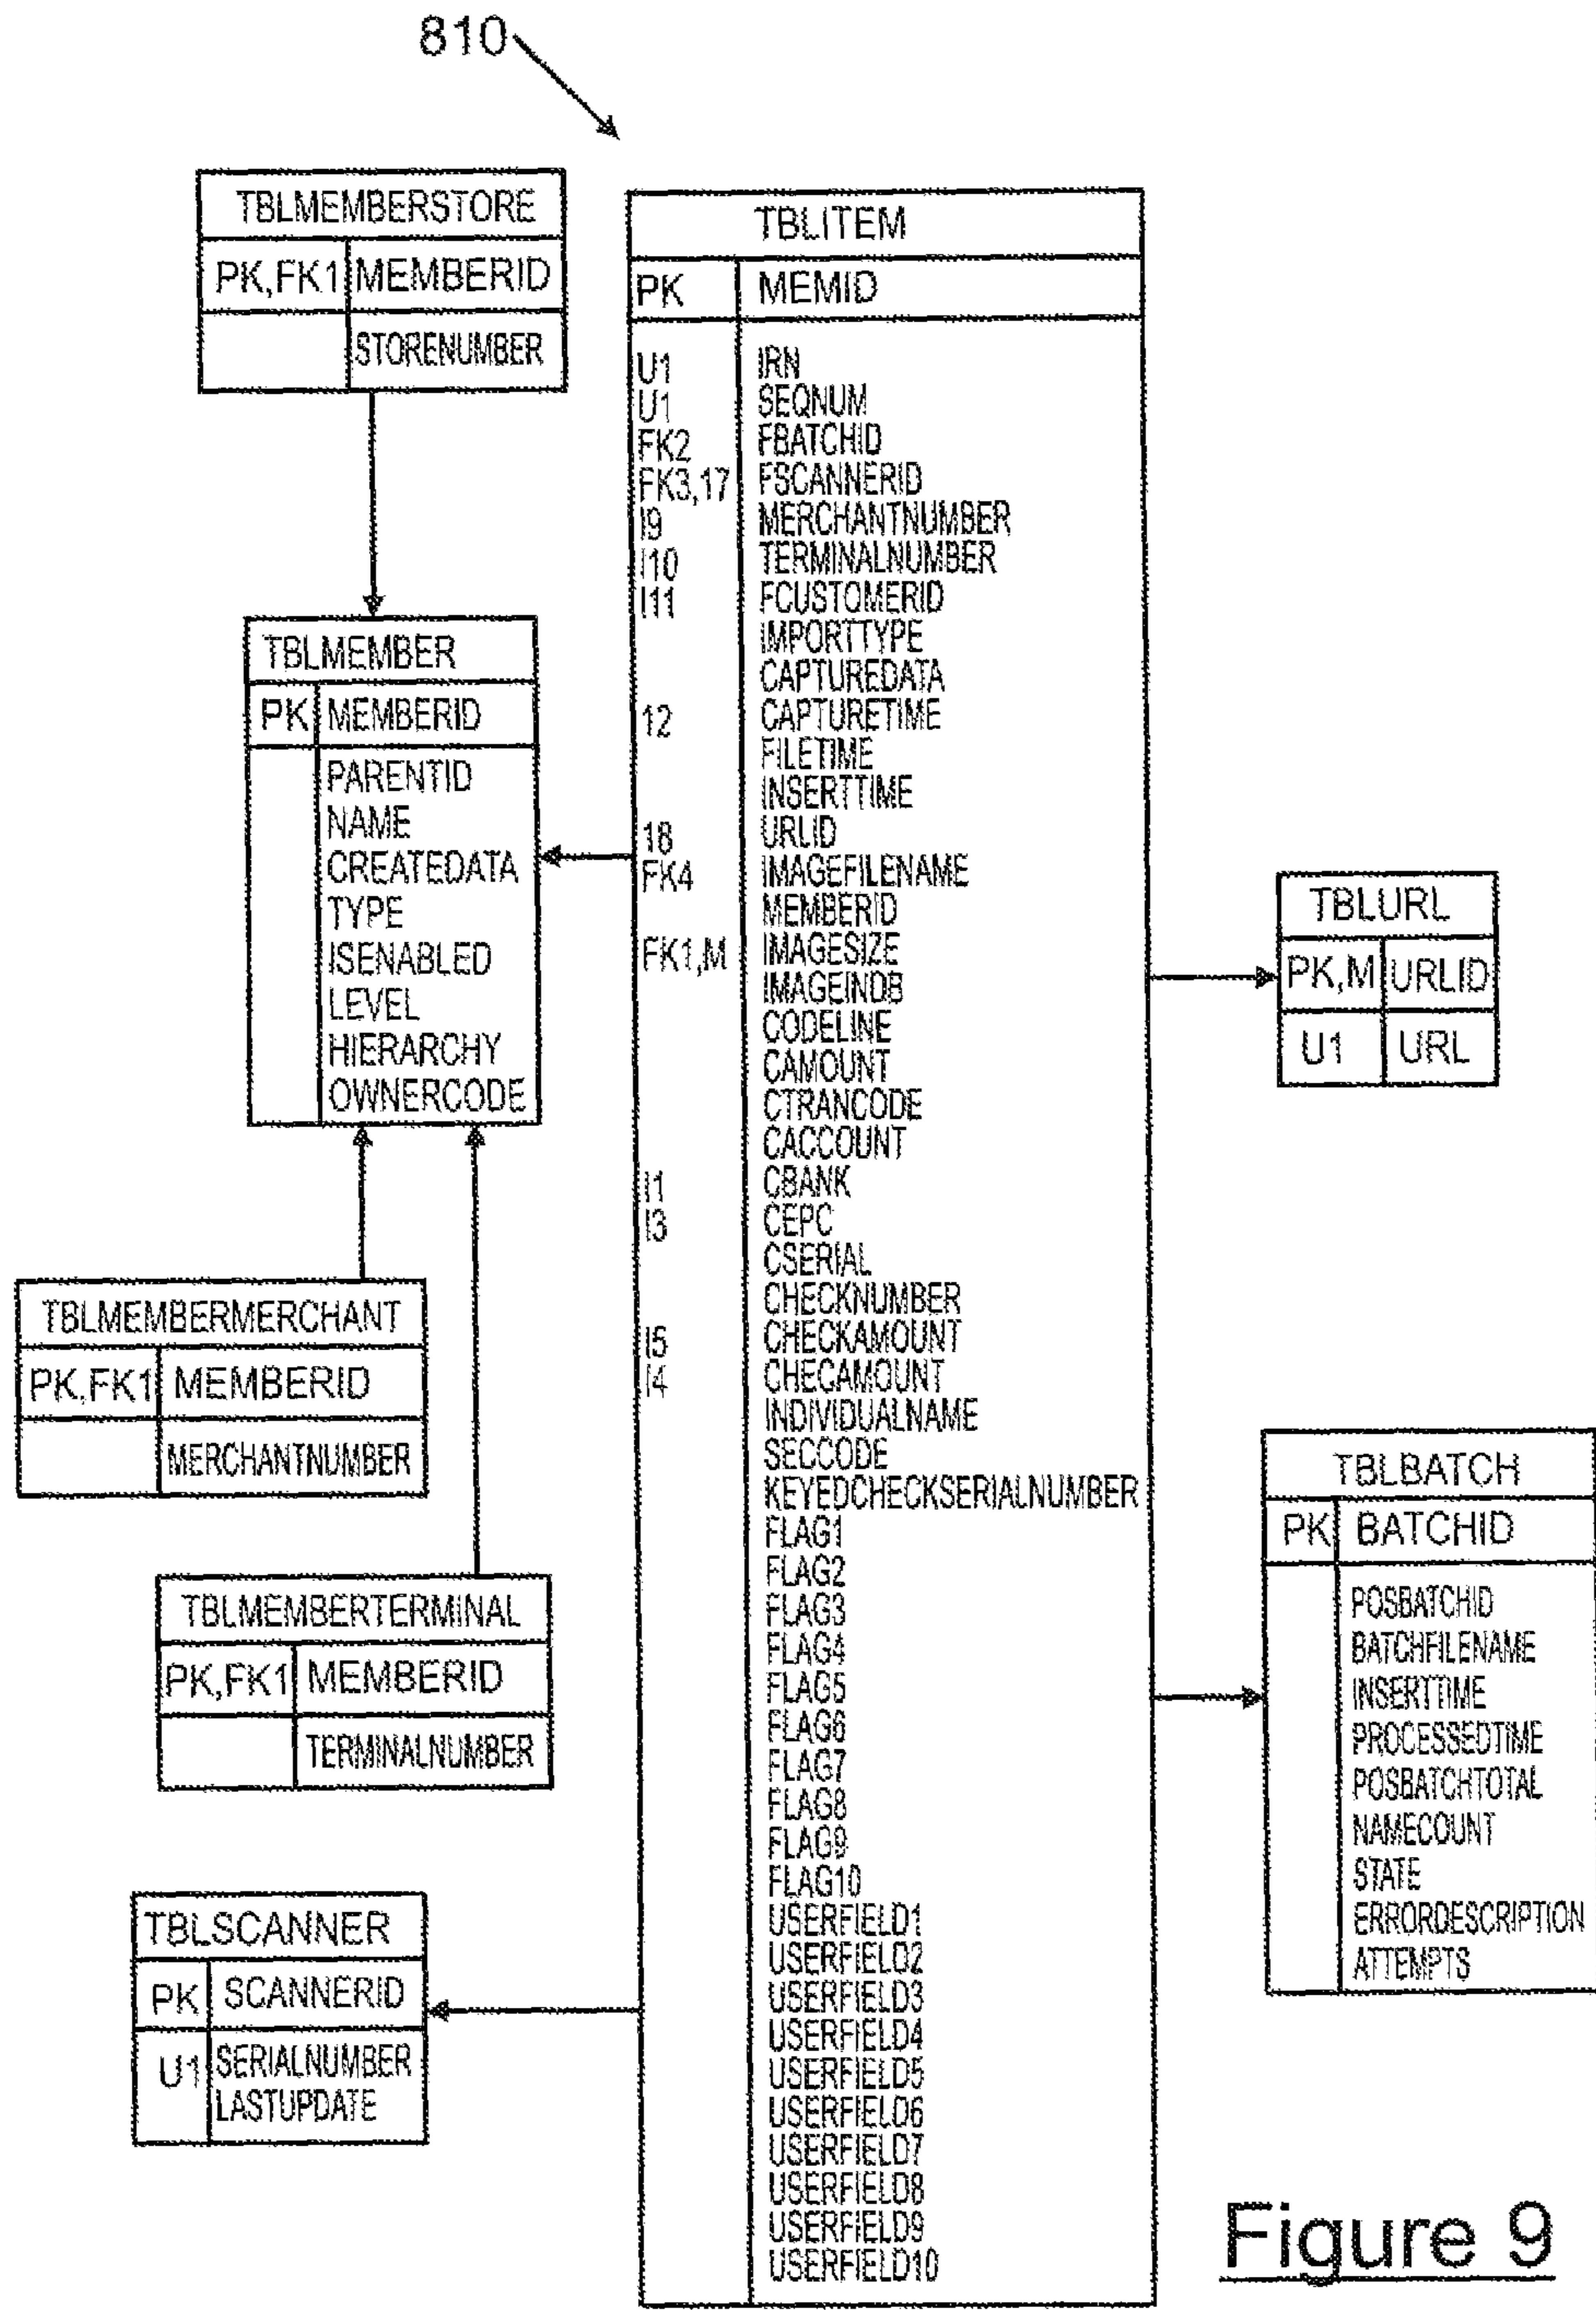 810
TBLMEMBERSTORE
PK,FK1 MEMBERID
STORENUMBER
TBLMEMBER
PK MEMBERID
PARENTID
NAME
CREATEDATA
TYPE
ISENABLED
LEVEL
HIERARCHY
OWNERCODE
TBLMEMBERMERCHANT
PK,FK1 MEMBERID
MERCHANTNUMBER
TBLMEMBERTERMINAL
PK,FK1 MEMBERID
TERMINALNUMBER
TBLSCANNER
PK SCANNERID
U1 SERIALNUMBER
LASTUPDATE
TBLITEM
PK MEMID
U1 IRN
U1 SEQNUM
FK2 FBATCHID
FK3,17 FSCANNERID
I9 MERCHANTNUMBER
I10 TERMINALNUMBER
I11 FCUSTOMERID
IMPORTTYPE
CAPTUREDATA
12 CAPTURETIME
FILETIME
INSERTTIME
18 URLID
FK4 IMAGEFILENAME
MEMBERID
FK1,M IMAGESIZE
IMAGEINDB
CODELINE
CAMOUNT
CTRANCODE
CACCOUNT
I1 CBANK
I3 CEPC
CSERIAL
CHECKNUMBER
I5 CHECKAMOUNT
I4 CHECAMOUNT
INDIVIDUALNAME
SECCODE
KEYEDCHECKSERIALNUMBER
FLAG1
FLAG2
FLAG3
FLAG4
FLAG5
FLAG6
FLAG7
FLAG8
FLAG9
FLAG10
USERFIELD1
USERFIELD2
USERFIELD3
USERFIELD4
USERFIELD5
USERFIELD6
USERFIELD7
USERFIELD8
USERFIELD9
USERFIELD10
TBLURL
PK,M URLID
U1 URL
TBLBATCH
PK BATCHID
POSBATCHID
BATCHFILENAME
INSERTTIME
PROCESSEDTIME
POSBATCHTOTAL
NAMECOUNT
STATE
ERRORDESCRIPTION
ATTEMPTS
Figure 9